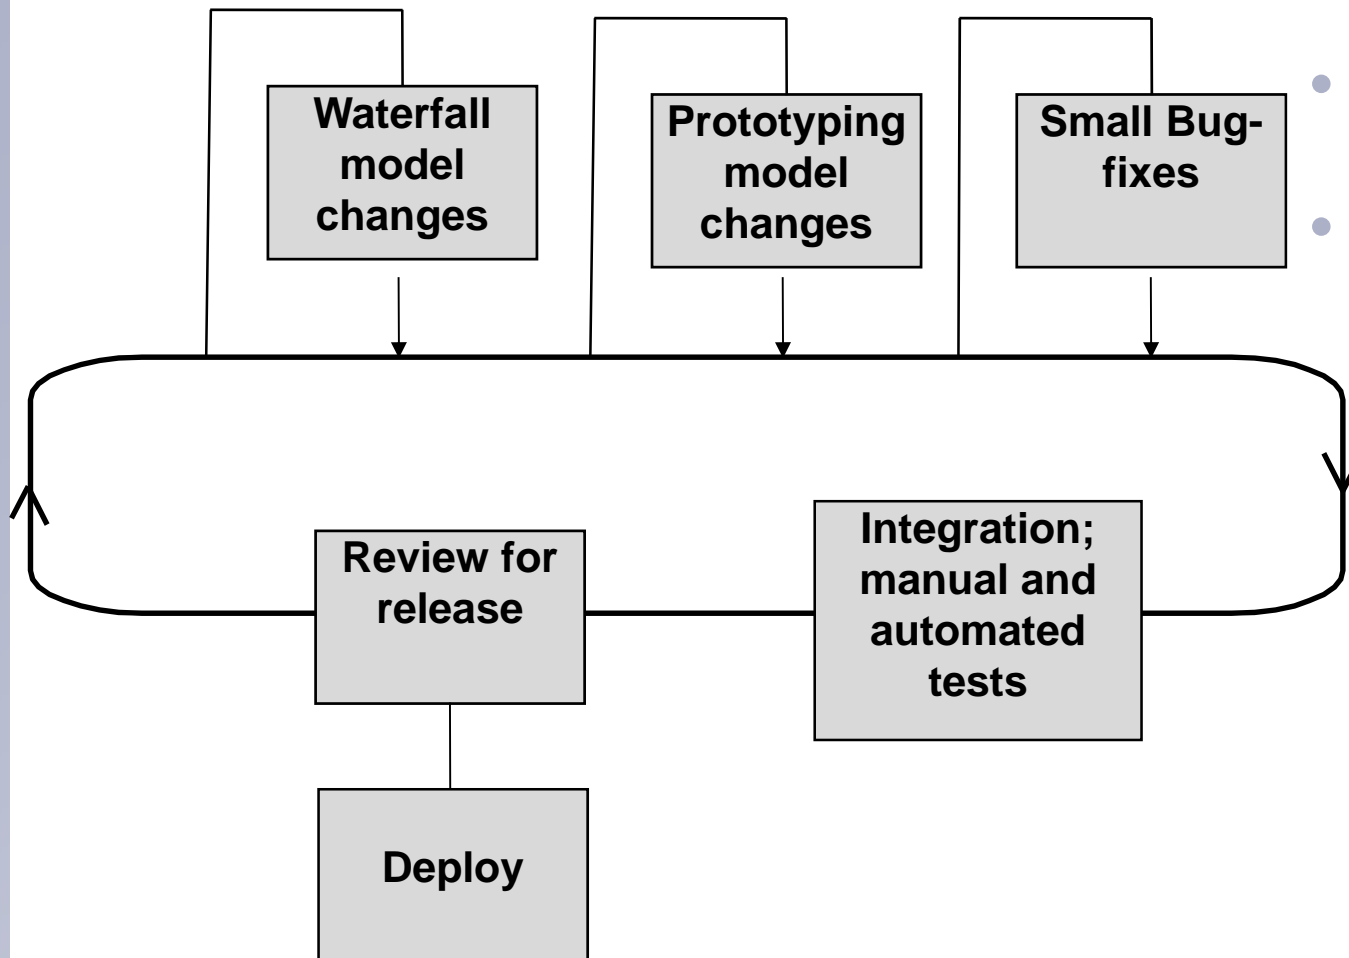 Waterfall
model
changes
Prototyping
model
changes
Small Bug-
fixes
Review for
release
Integration;
manual and
automated
tests
Deploy